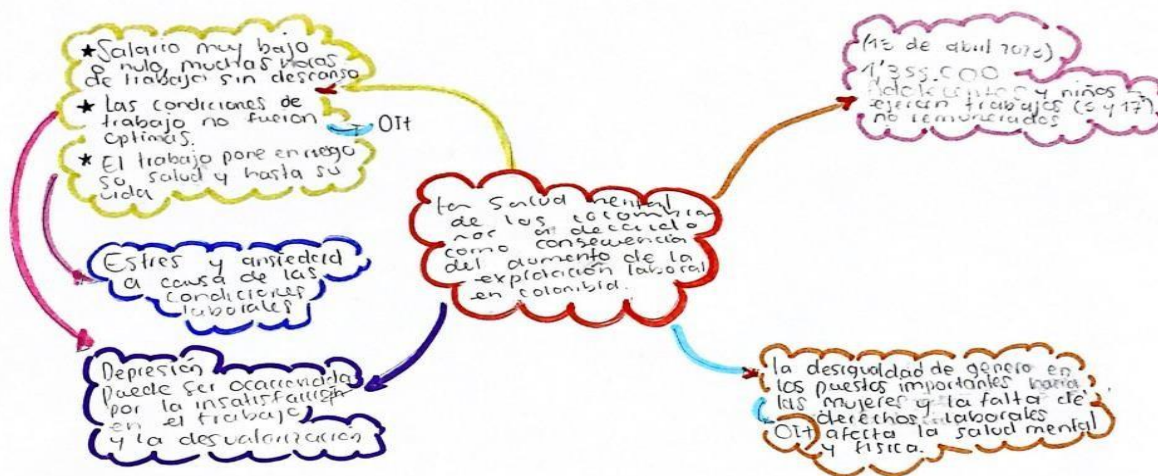 ★ Salario muy bajo
o nulo, muchas horas
de trabajo sin descanso
★ Las condiciones de
trabajo no fueron
optimas.
★ El trabajo pone en riesgo
su salud y hasta su
vida
OIt
Estres y ansiedad
a causa de las
condiciones
laborales
Depresión
puede ser
por la insatisfacción
en el trabajo
y la desvalorización
La salud mental
de los colombia
nos en decaido
como consecuencia
del aumento de la
explotación laboral
en colombia.
de abril
1'355.000
y niños
ejercen trabajos (5 y 17)
no remunerados
la desigualdad de genero en
los puestos importantes hacia
las mujeres y la falta de
derechos laborales
OIt afecta la salud mental
y fisica.